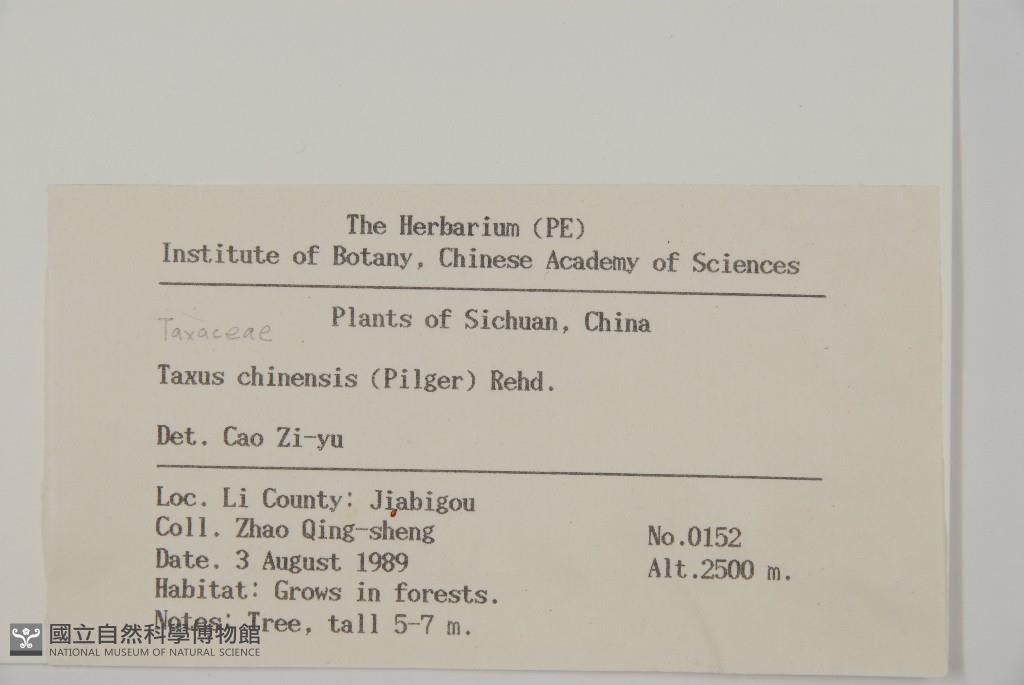 The Herbarium (PE)
Institute of Botany, Chinese Academy of Sciences
Plants of Sichuan, China
Taxaceae
Taxus chinensis (Pilger) Rehd.
Det. Cao Zi-yu
Loc. Li County: Jiabigou
Coll. Zhao Qing-sheng
No.0152
Date. 3 August 1989
Alt.2500 m.
Habitat: Grows in forests.
Notes: Tree, tall 5-7 m.
國立自然科學博物館
NATIONAL MUSEUM OF NATURAL SCIENCE